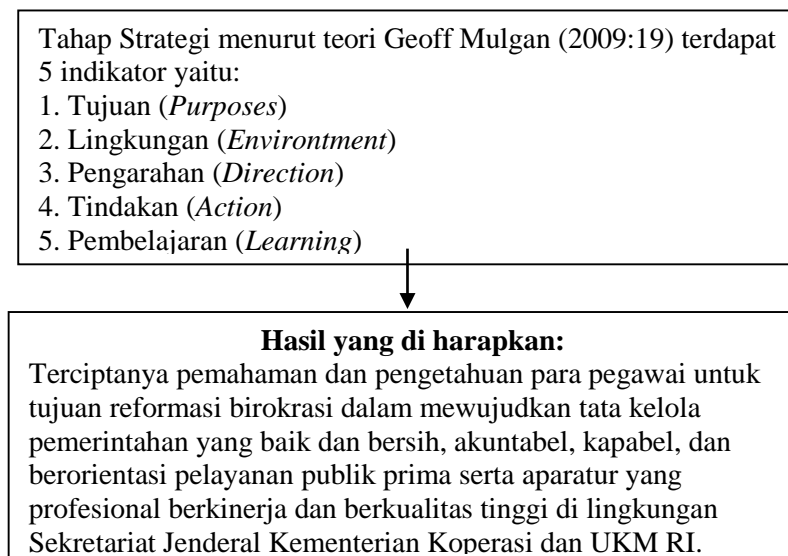 Tahap Strategi menurut teori Geoff Mulgan (2009:19) terdapat
5 indikator yaitu:
1. Tujuan (Purposes)
2. Lingkungan (Environtment)
3. Pengarahan (Direction)
4. Tindakan (Action)
5. Pembelajaran (Learning)
Hasil yang di harapkan:
Terciptanya pemahaman dan pengetahuan para pegawai untuk
tujuan reformasi birokrasi dalam mewujudkan tata kelola
pemerintahan yang baik dan bersih, akuntabel, kapabel, dan
berorientasi pelayanan publik prima serta aparatur yang
profesional berkinerja dan berkualitas tinggi di lingkungan
Sekretariat Jenderal Kementerian Koperasi dan UKM RI.